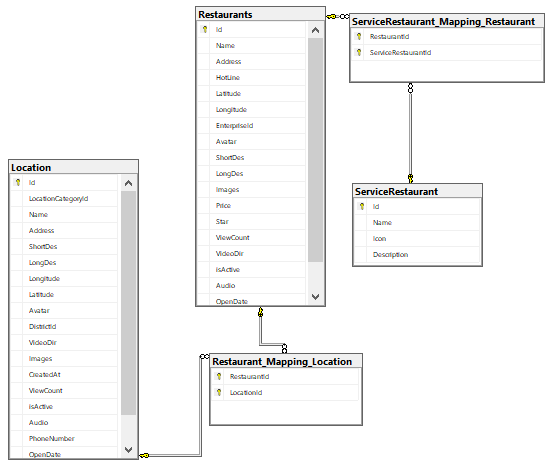 Restaurants
Id
Name
Address
HotLine
Latitude
Longitude
EnterpriseId
Avatar
ShortDes
LongDes
Images
Price
Star
ViewCount
VideoDir
IsActive
Audio
OpenDate
ServiceRestaurant_Mapping_Restaurant
RestaurantId
ServiceRestaurantId
Location
Id
LocationCategoryId
Name
Address
ShortDes
LongDes
Longitude
Latitude
Avatar
DistrictId
VideoDir
Images
CreatedAt
ViewCount
IsActive
Audio
PhoneNumber
OpenDate
ServiceRestaurant
Id
Name
Icon
Description
Restaurant_Mapping_Location
RestaurantId
LocationId